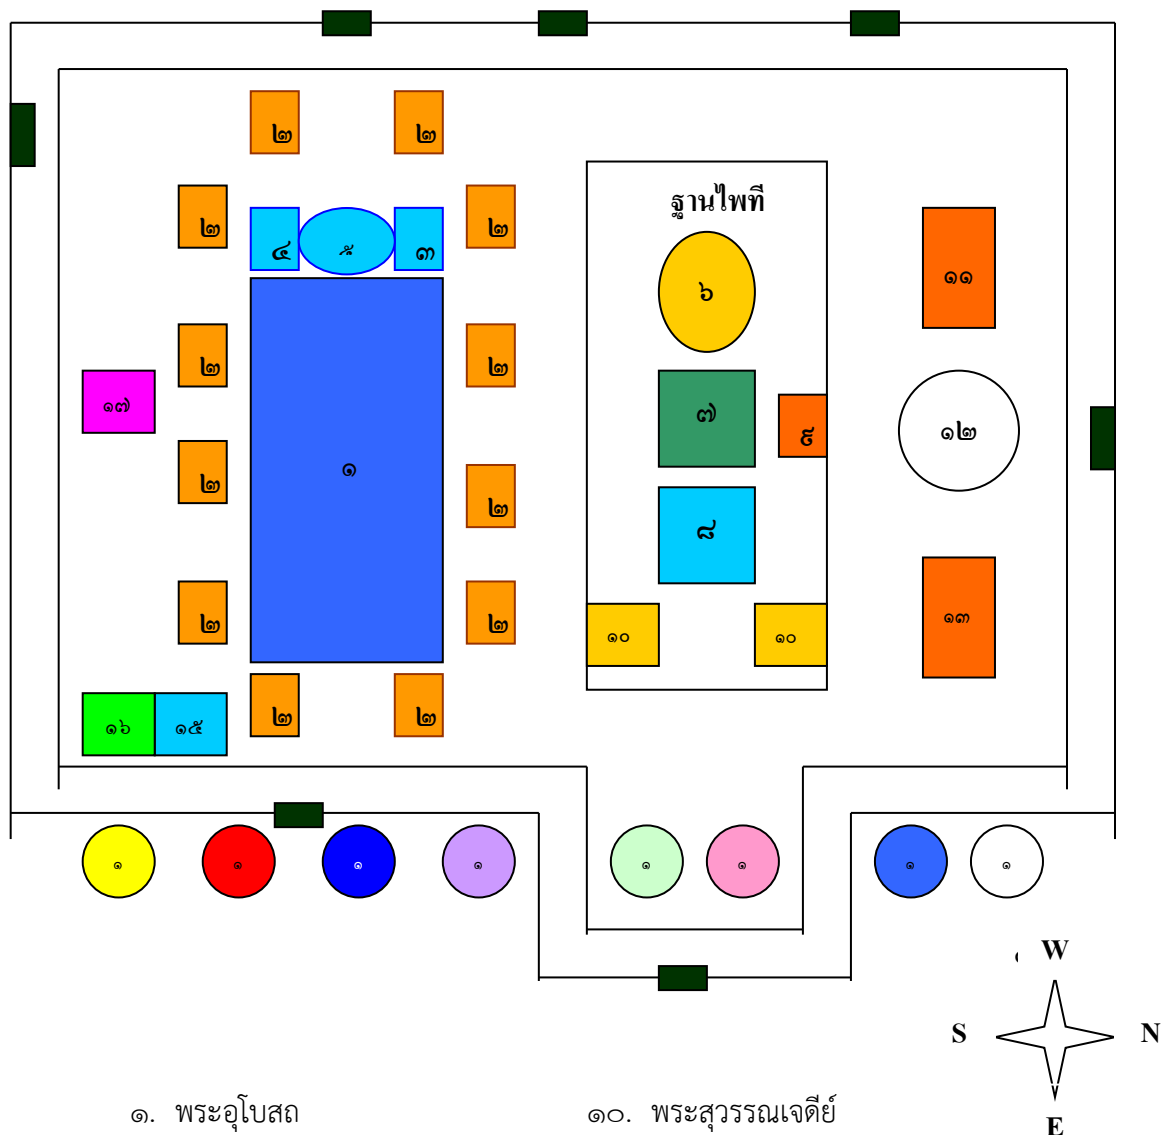 ๒ ๒
๒ ๒
ฐานไพที
๔ ๕ ๓
๑๑
๖
๒ ๒
๑๗
๗ ๙ ๑๒
๑
๒ ๒
๘
๒ ๒
๑๐ ๑๐ ๑๓
๒ ๒
๑๖ ๑๕
๑ ๑ ๑ ๑ ๑ ๑ ๑ ๑
W
S N
E
๑. พระอุโบสถ ๑๐. พระสุวรรณเจดีย์